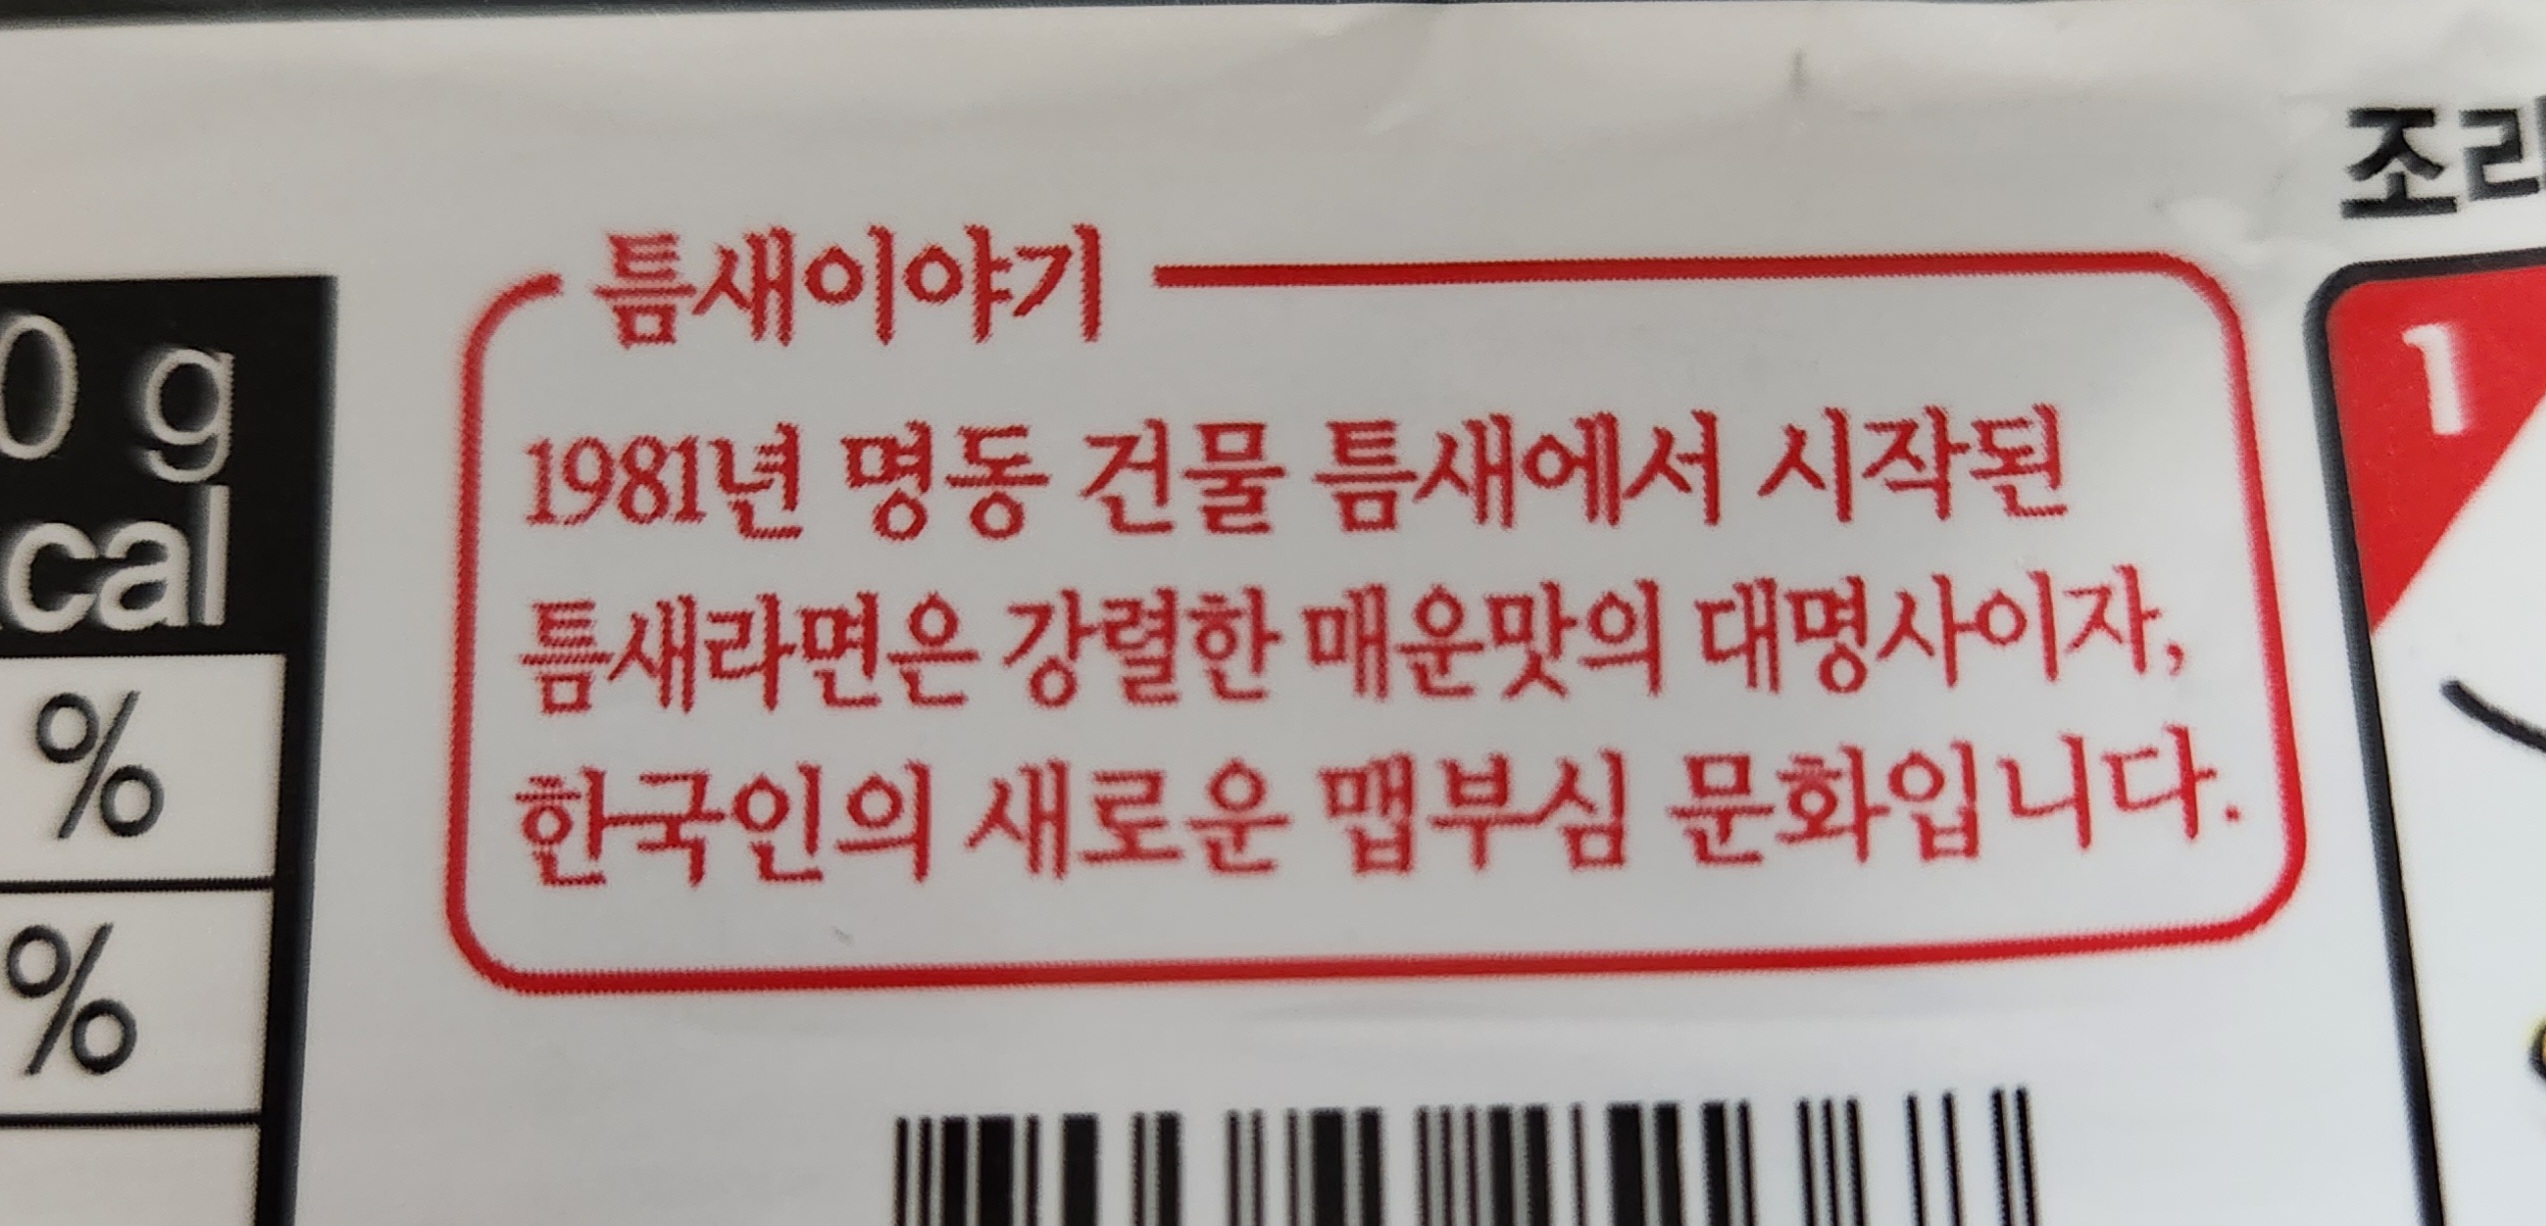 틈새이야기
1981년 명동 건물 틈새에서 시작된
틈새라면은 강렬한 매운맛의 대명사이자,
한국인의 새로운 맵부심 문화입니다.
0 g
cal
%
%
조리
1